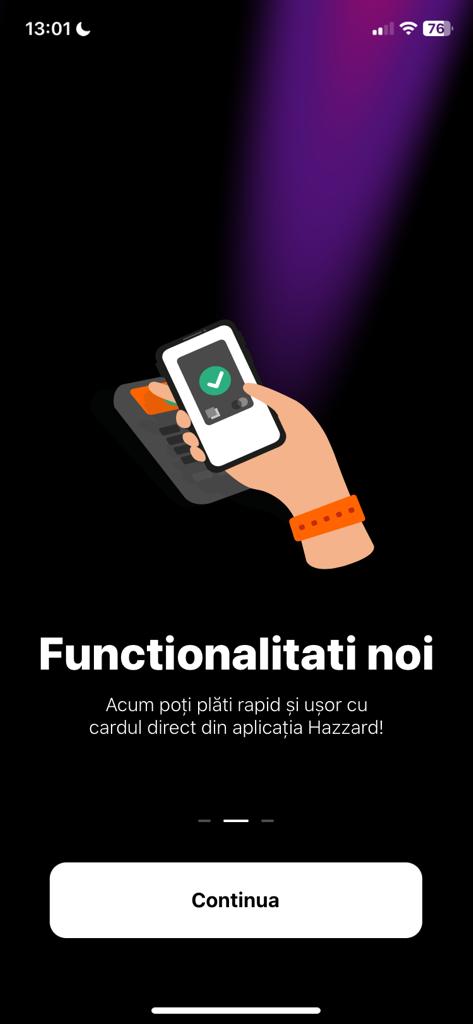 13:01
76
Functionalitati noi
Acum poți plăti rapid și ușor cu
cardul direct din aplicația Hazzard!
Continua